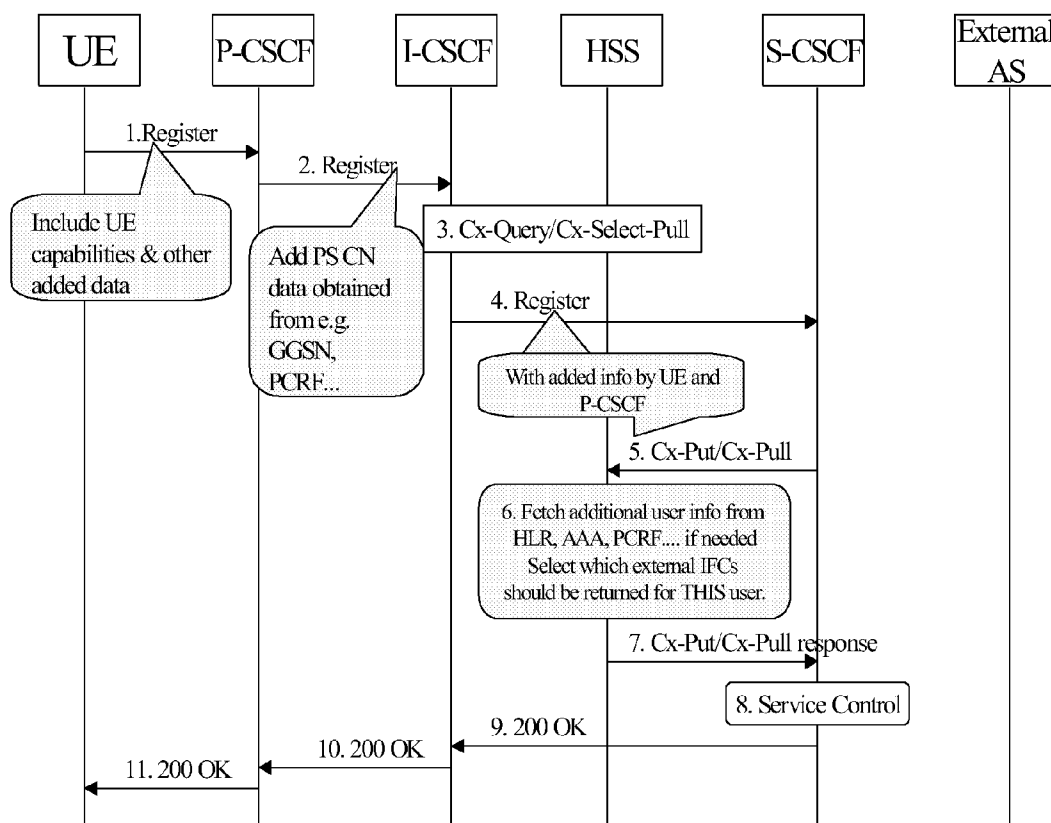 UE
P-CSCF
I-CSCF
HSS
S-CSCF
External
AS
1.Register
2. Register
Include UE
capabilities & other
added data
3. Cx-Query/Cx-Select-Pull
Add PS CN
data obtained
from e.g.
GGSN,
PCRF...
4. Register
With added info by UE and
P-CSCF
5. Cx-Put/Cx-Pull
6. Fetch additional user info from
HLR, AAA, PCRF.... if needed
Select which external IFCs
should be returned for THIS user.
7. Cx-Put/Cx-Pull response
8. Service Control
9. 200 OK
10. 200 OK
11. 200 OK